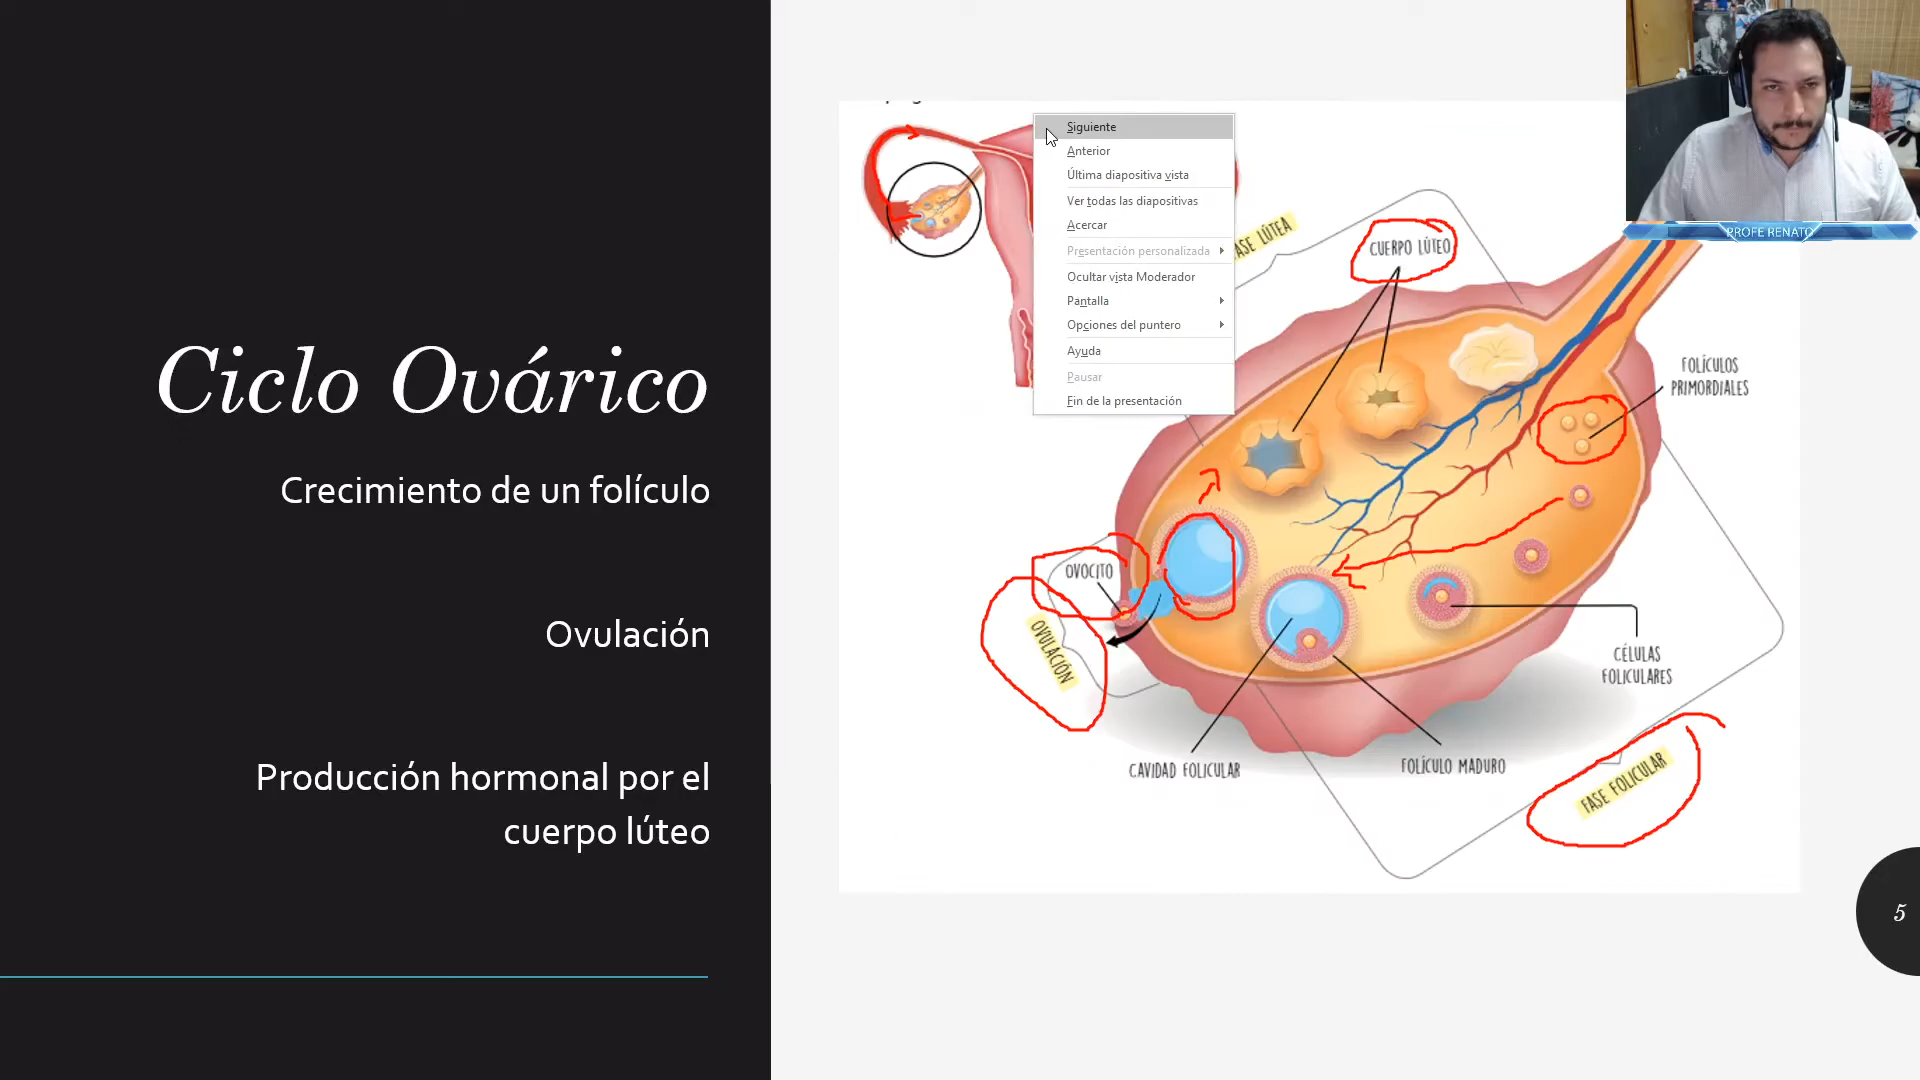 Ciclo Ovárico
Crecimiento de un folículo
Ovulación
Producción hormonal por el
cuerpo lúteo
Siguiente
Anterior
Última diapositiva vista
Ver todas las diapositivas
Acercar
Presentación personalizada
Ocultar vista Moderador
Pantalla
Opciones del puntero
Ayuda
Pausar
Fin de la presentación
PROFE RENATO
CUERPO LÚTEO
FOLÍCULOS
PRIMORDIALES
OVOCITO
OVULACIÓN
CÉLULAS
FOLICULARES
CAVIDAD FOLICULAR
FOLÍCULO MADURO
FASE FOLICULAR
LÚTEA
5